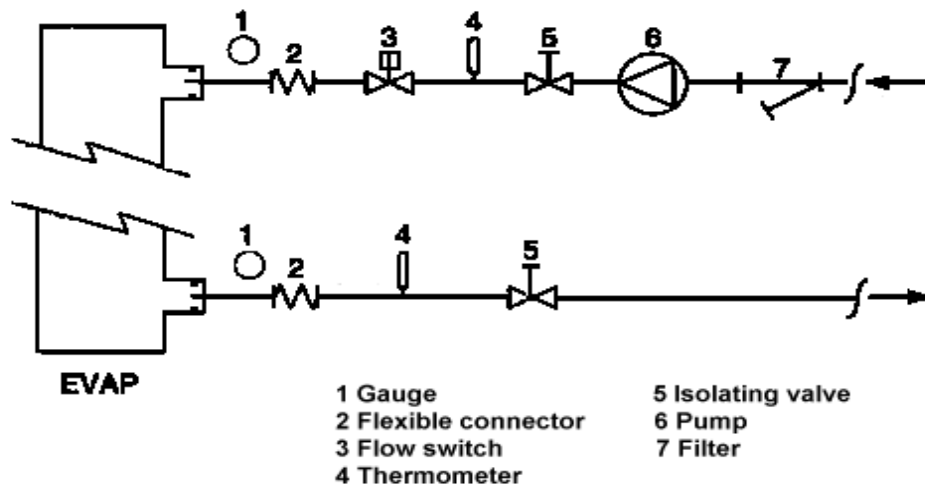 1 2 3 4 5 6 7
1 2 4 5
EVAP
1 Gauge 5 Isolating valve
2 Flexible connector 6 Pump
3 Flow switch 7 Filter
4 Thermometer